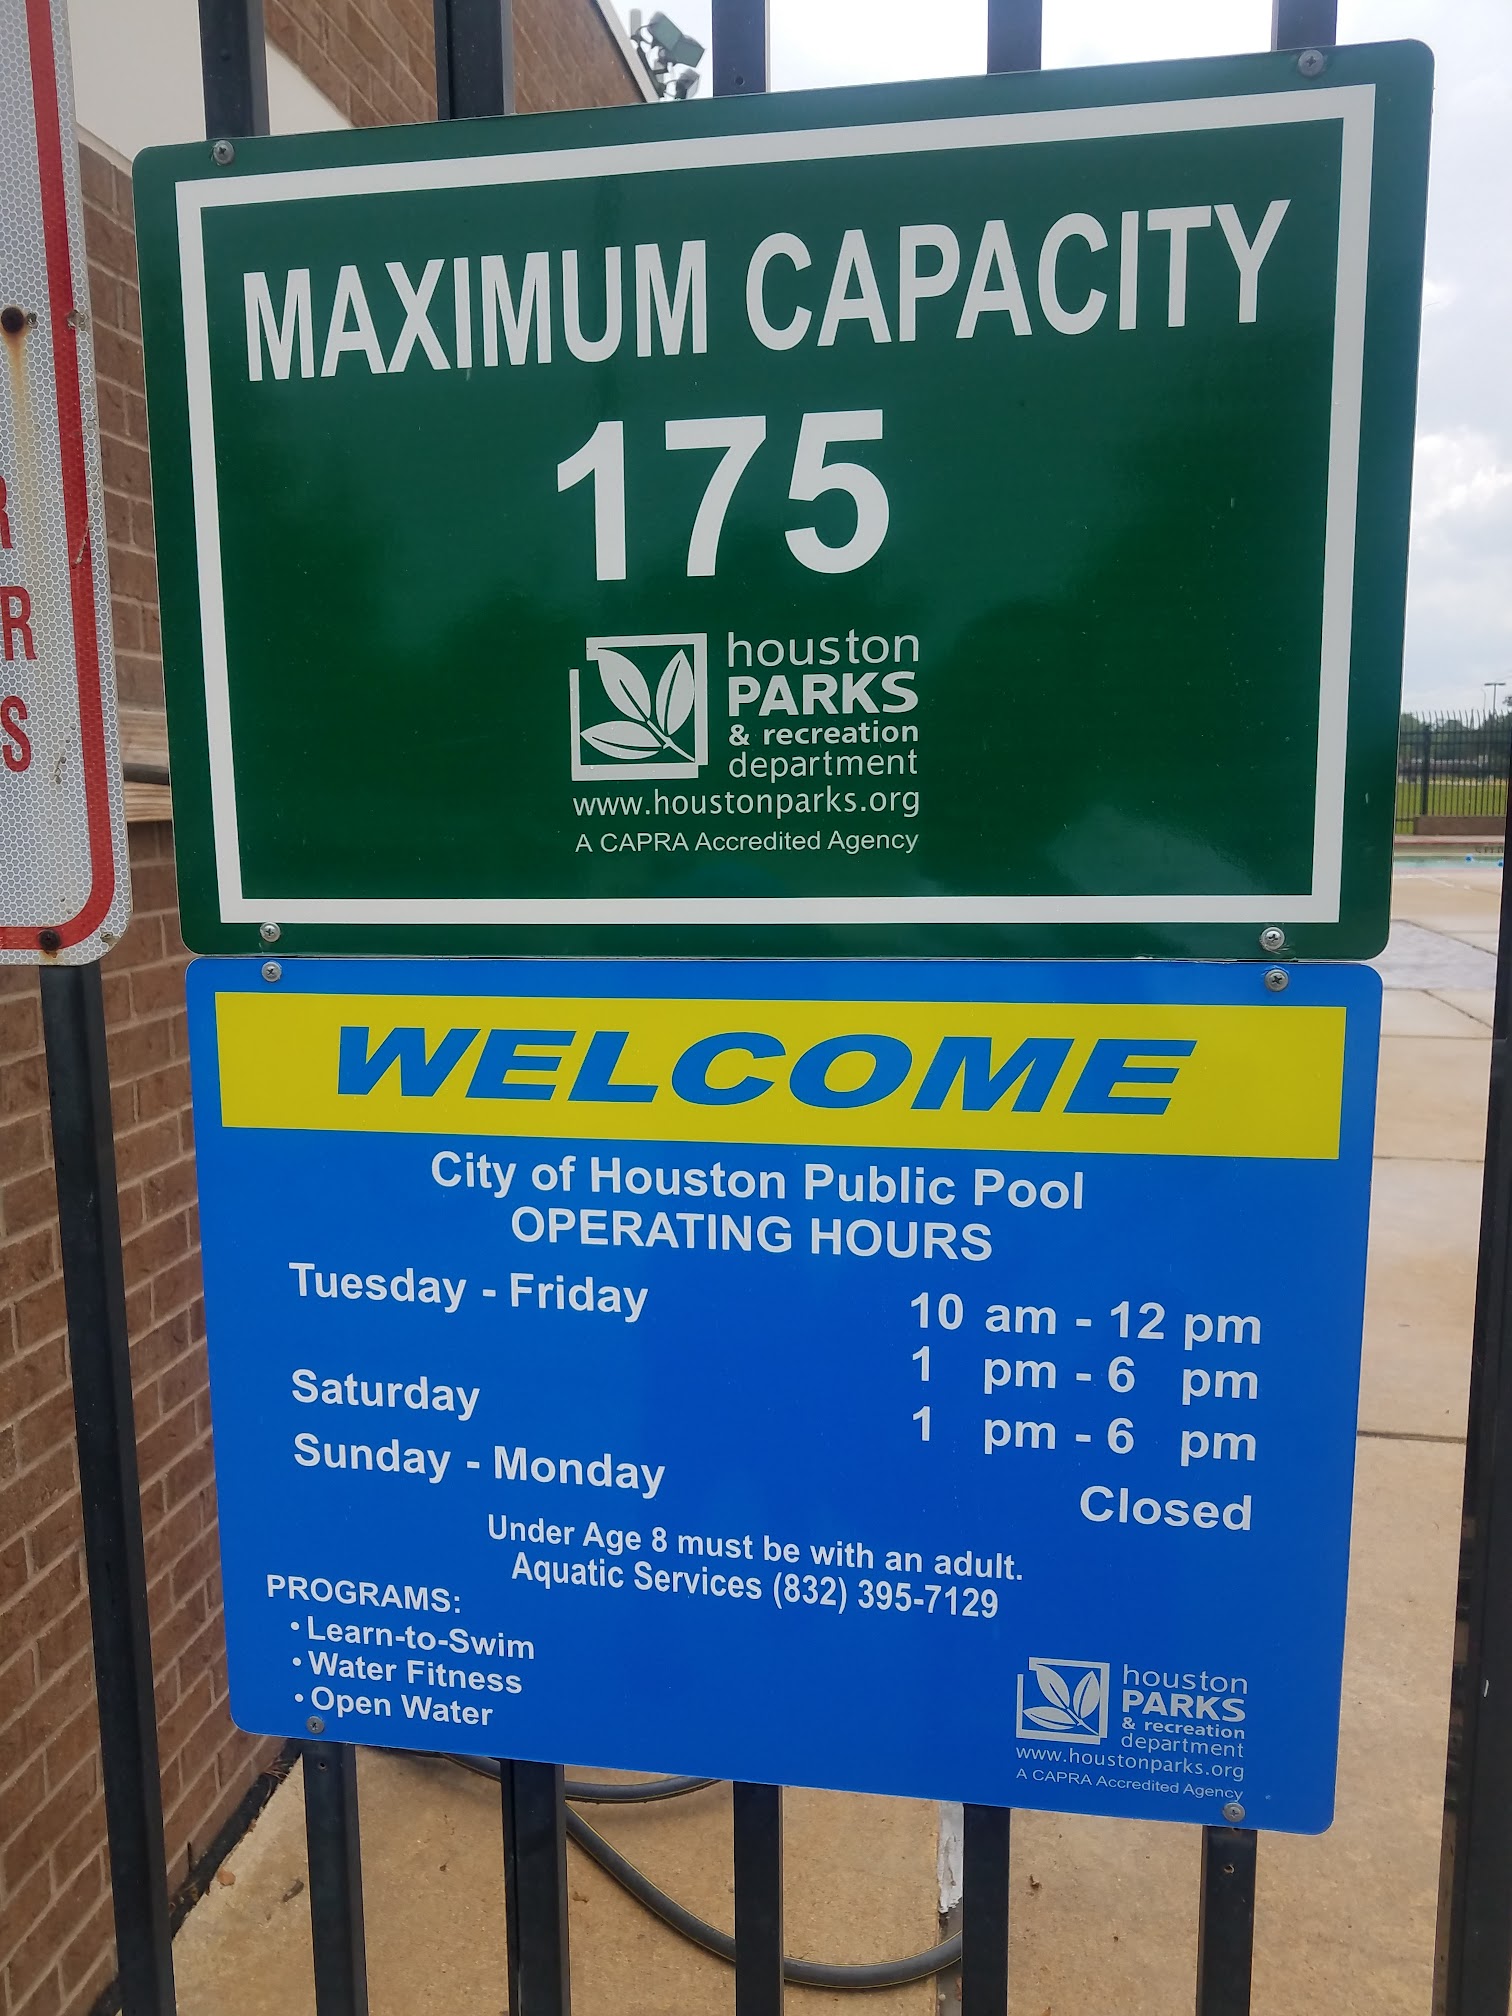 R
R
S
MAXIMUM CAPACITY
175
houston
PARKS
& recreation
department
www.houstonparks.org
A CAPRA Accredited Agency
WELCOME
City of Houston Public Pool
OPERATING HOURS
Tuesday - Friday 10 am - 12 pm
1 pm - 6 pm
Saturday 1 pm - 6 pm
Sunday - Monday Closed
Under Age 8 must be with an adult.
Aquatic Services (832) 395-7129
PROGRAMS:
• Learn-to-Swim
• Water Fitness
• Open Water
houston
PARKS
& recreation
department
www.houstonparks.org
A CAPRA Accredited Agency